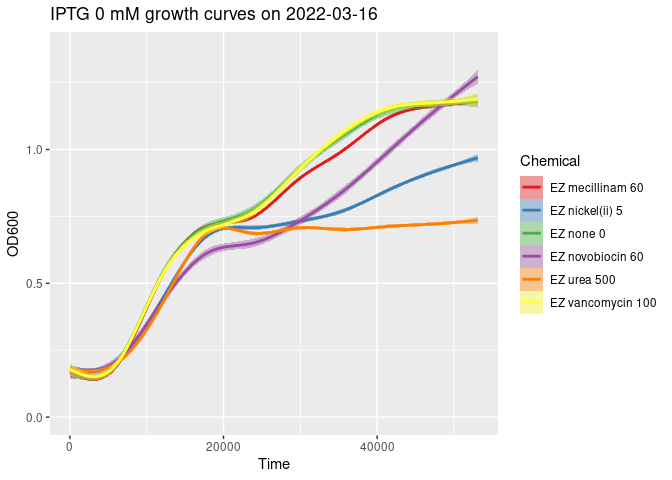 IPTG 0 mM growth curves on 2022-03-16
OD600
1.0
0.5
0.0
0
20000
40000
Time
Chemical
EZ mecillinam 60
EZ nickel(ii) 5
EZ none 0
EZ novobiocin 60
EZ urea 500
EZ vancomycin 100